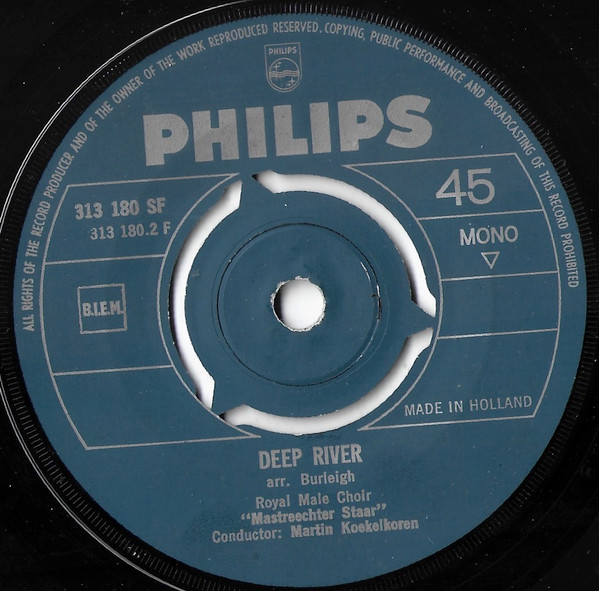 ALL RIGHTS OF THE RECORD PRODUCER AND OF THE OWNER OF THE WORK REPRODUCED RESERVED. COPYING, PUBLIC PERFORMANCE AND BROADCASTING OF THIS RECORD PROHIBITED
PHILIPS
PHILIPS
313 180 SF
313 180.2 F
45
MONO
B.I.E.M.
MADE IN HOLLAND
DEEP RIVER
arr. Burleigh
Royal Male Choir
"Mastreechter Staar"
Conductor: Martin Koekelkoren